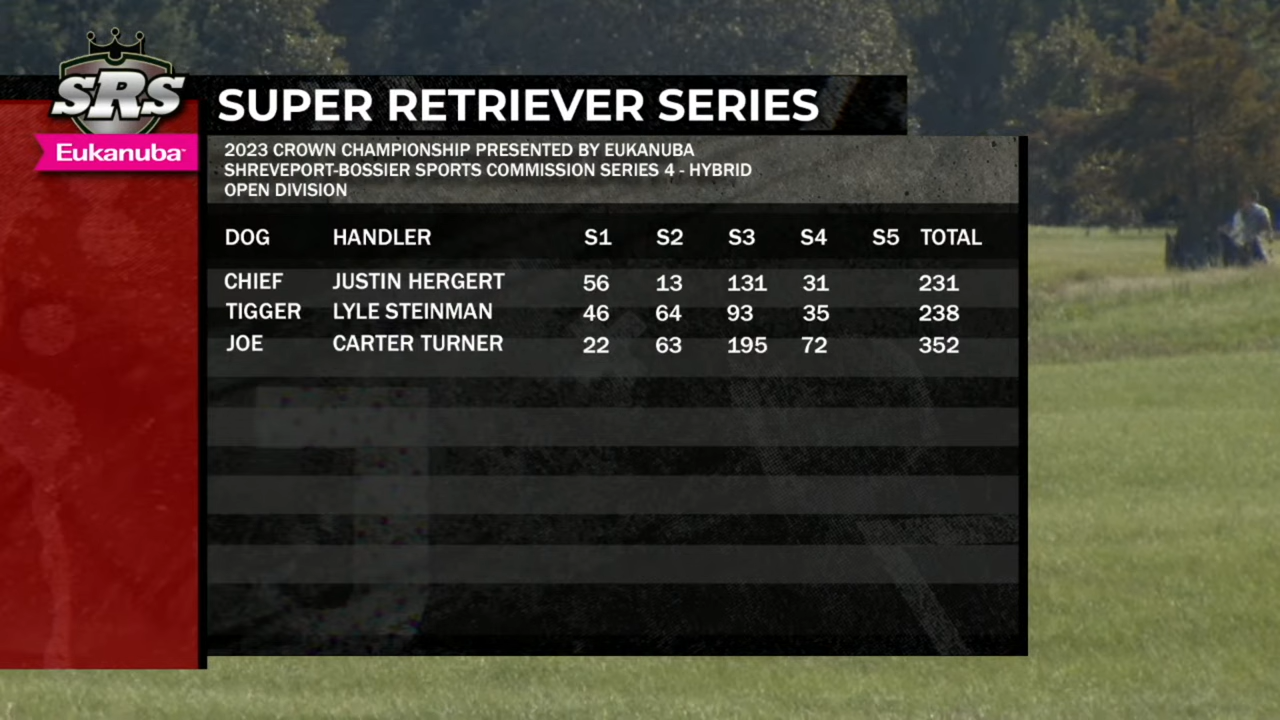 SRS
Eukanuba
SUPER RETRIEVER SERIES
2023 CROWN CHAMPIONSHIP PRESENTED BY EUKANUBA
SHREVEPORT-BOSSIER SPORTS COMMISSION SERIES 4 - HYBRID
OPEN DIVISION
DOG HANDLER S1 S2 S3 S4 S5 TOTAL
CHIEF JUSTIN HERGERT 56 13 131 31 231
TIGGER LYLE STEINMAN 46 64 93 35 238
JOE CARTER TURNER 22 63 195 72 352